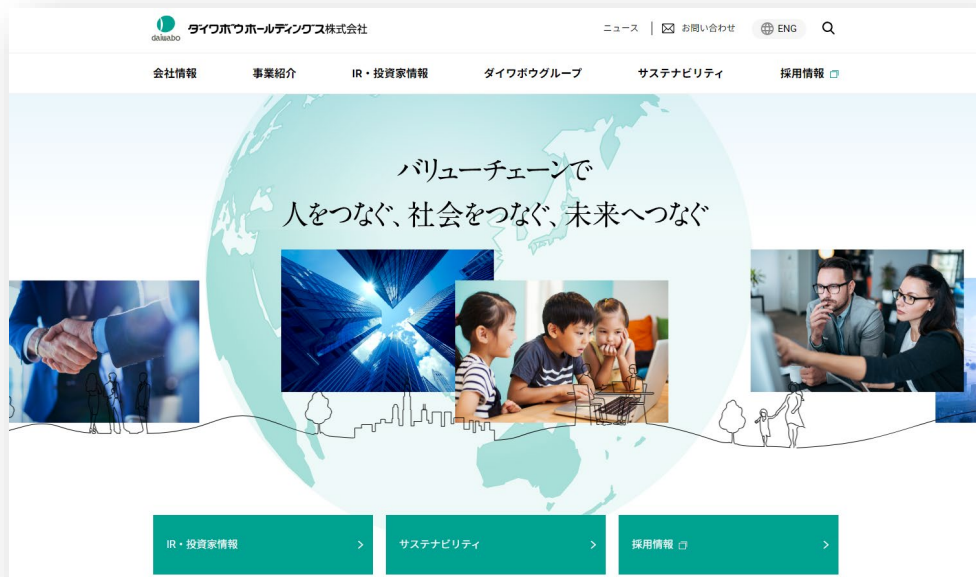 daiwabo
ダイワボウホールディングス株式会社
ニュース
お問い合わせ
ENG
会社情報
事業紹介
IR・投資家情報
ダイワボウグループ
サステナビリティ
採用情報
バリューチェーンで
人をつなぐ、社会をつなぐ、未来へつなぐ
IR・投資家情報
サステナビリティ
採用情報